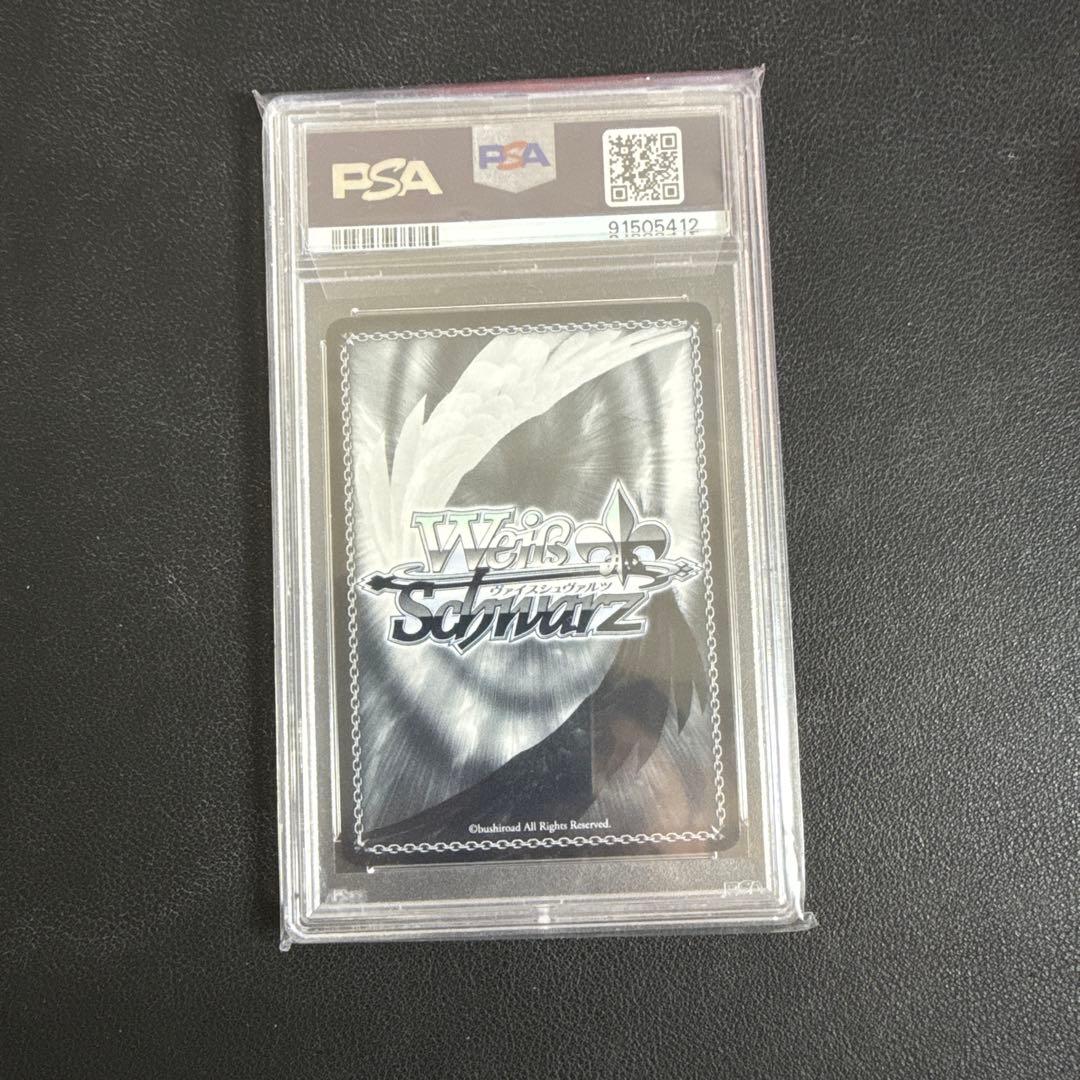 PSA
PSA
91505412
Weiß
ヴァイスシュヴァルツ
Schwarz
©bushiroad All Rights Reserved.
PSA